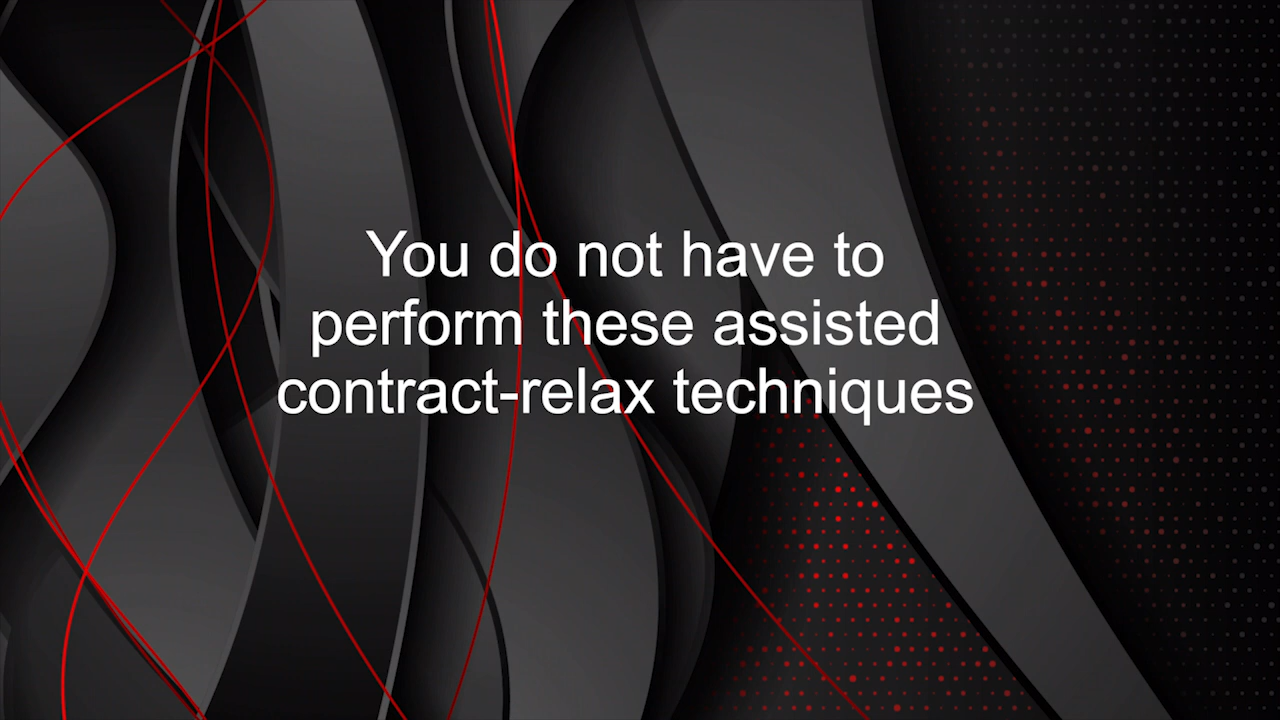 You do not have to
perform these assisted
contract-relax techniques